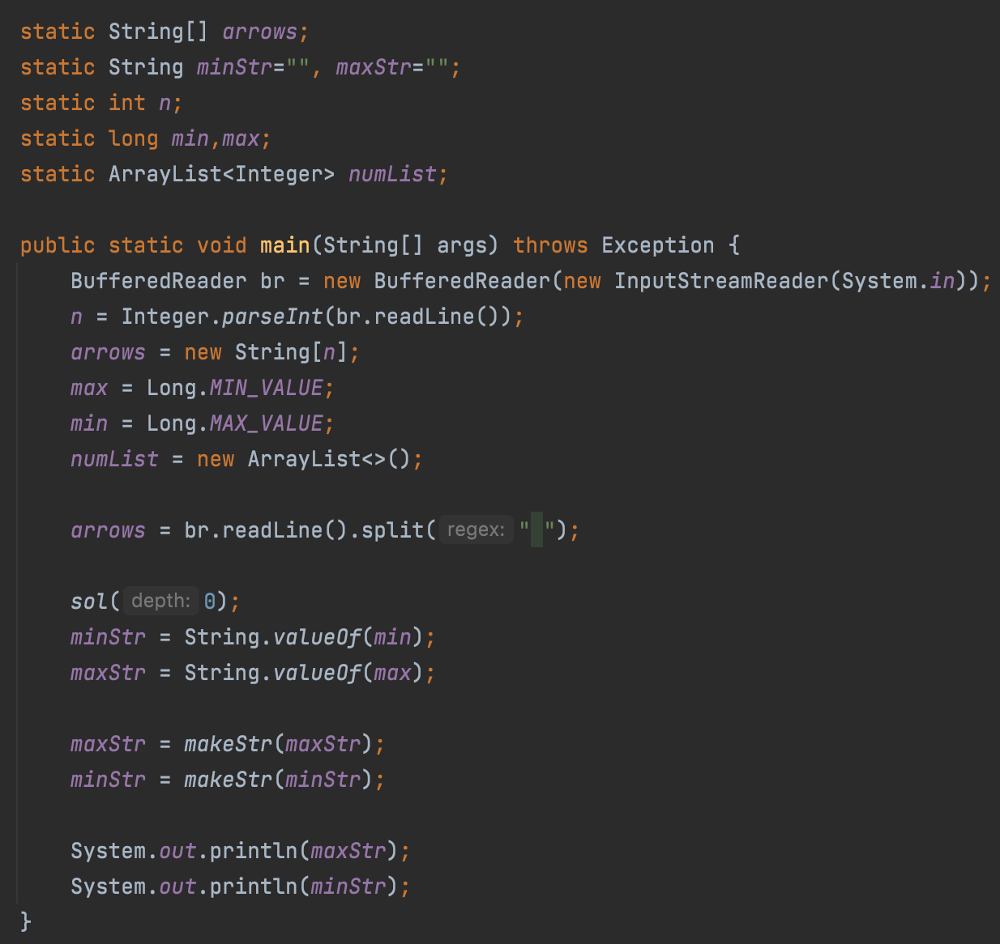 static String[] arrows;
static String minStr="", maxStr="";
static int n;
static long min,max;
static ArrayList<Integer> numList;
public static void main(String[] args) throws Exception {
BufferedReader br = new BufferedReader(new InputStreamReader(System.in));
n = Integer.parseInt(br.readLine());
arrows = new String[n];
max = Long.MIN_VALUE;
min = Long.MAX_VALUE;
numList = new ArrayList<>();
arrows = br.readLine().split( regex: " ");
sol( depth: 0);
minStr = String.valueOf(min);
maxStr = String.valueOf(max);
maxStr = makeStr(maxStr);
minStr = makeStr(minStr);
System.out.println(maxStr);
System.out.println(minStr);
}